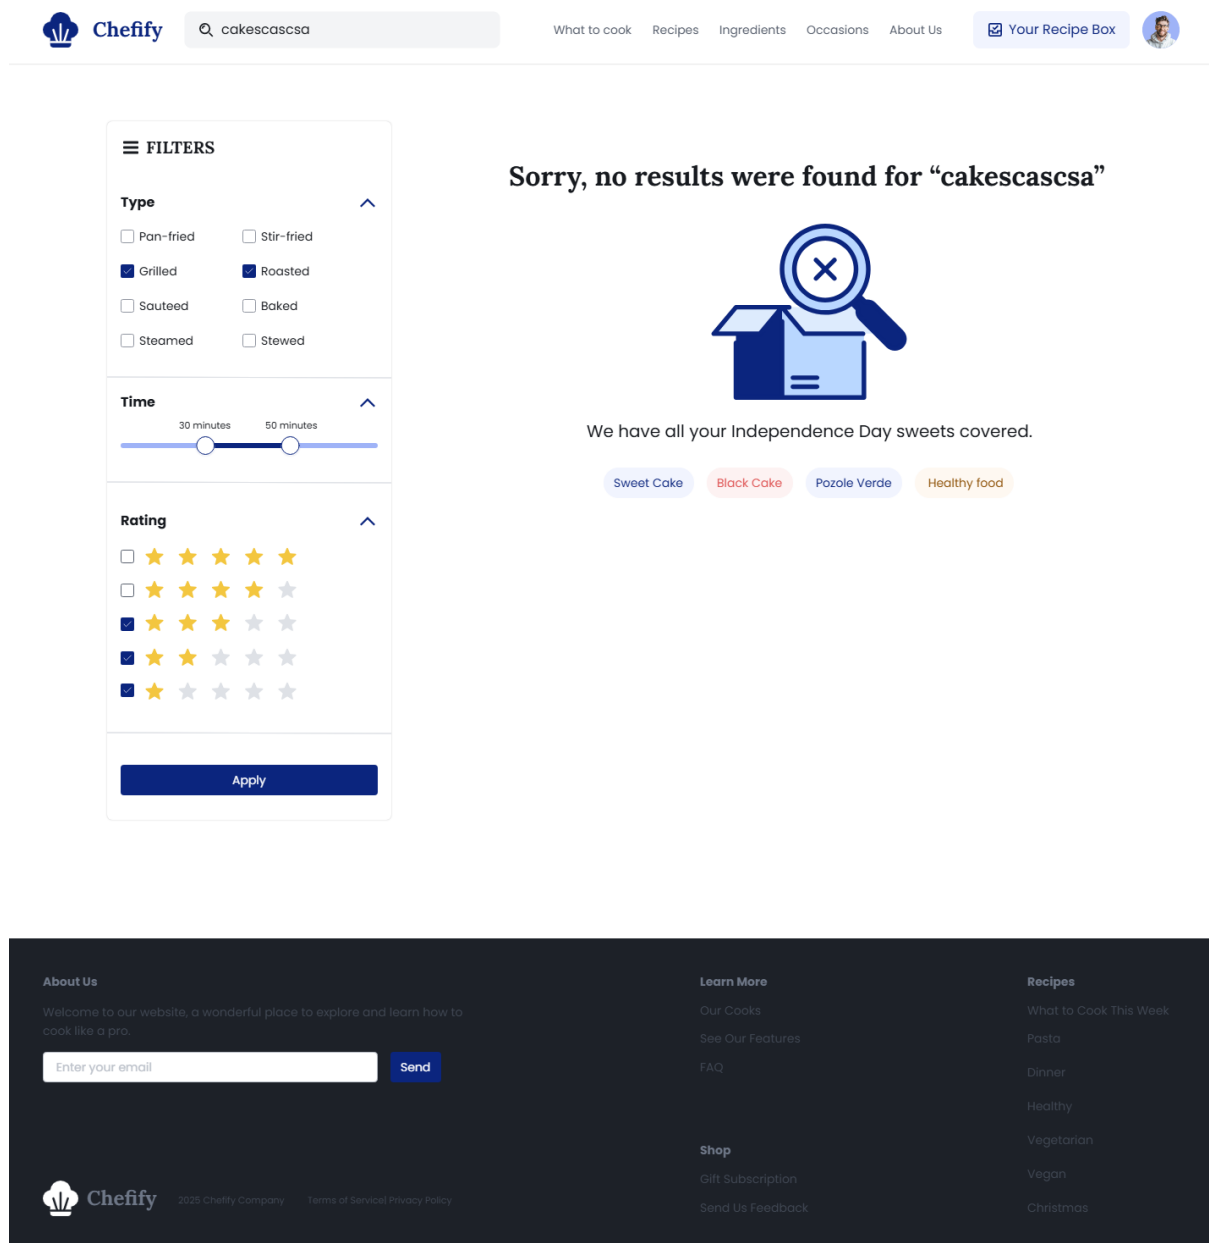 Chefify
cakescascsa
What to cook
Recipes
Ingredients
Occasions
About Us
Your Recipe Box
FILTERS
Type
Pan-fried
Stir-fried
Grilled
Roasted
Sauteed
Baked
Steamed
Stewed
Time
30 minutes
50 minutes
Rating
Apply
Sorry, no results were found for “cakescascsa”
We have all your Independence Day sweets covered.
Sweet Cake
Black Cake
Pozole Verde
Healthy food
About Us
Welcome to our website, a wonderful place to explore and learn how to
cook like a pro.
Enter your email
Send
Learn More
Our Cooks
See Our Features
FAQ
Shop
Gift Subscription
Send Us Feedback
Recipes
What to Cook This Week
Pasta
Dinner
Healthy
Vegetarian
Vegan
Christmas
Chefify
2025 Chefify Company
Terms of Service| Privacy Policy